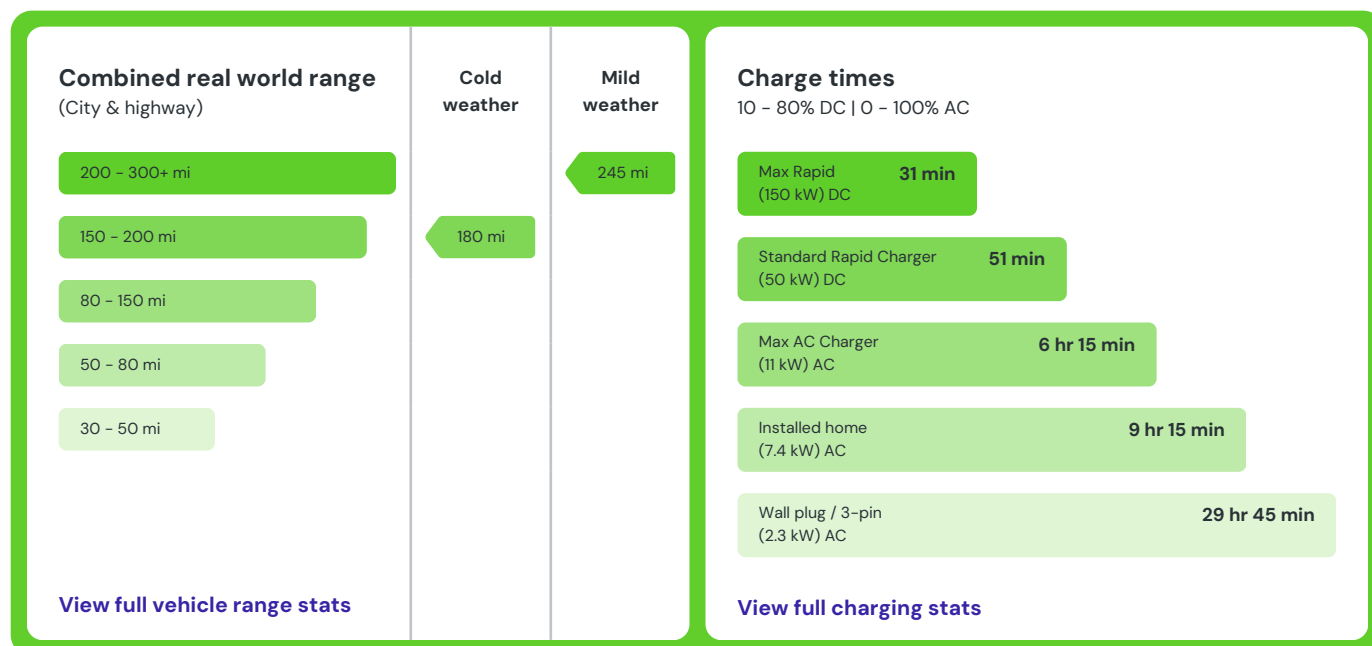 Combined real world range
(City & highway)
Cold
weather
Mild
weather
200 - 300+ mi
245 mi
150 - 200 mi
180 mi
80 - 150 mi
50 - 80 mi
30 - 50 mi
View full vehicle range stats
Charge times
10 - 80% DC | 0 - 100% AC
Max Rapid
(150 kW) DC
31 min
Standard Rapid Charger
(50 kW) DC
51 min
Max AC Charger
(11 kW) AC
6 hr 15 min
Installed home
(7.4 kW) AC
9 hr 15 min
Wall plug / 3-pin
(2.3 kW) AC
29 hr 45 min
View full charging stats